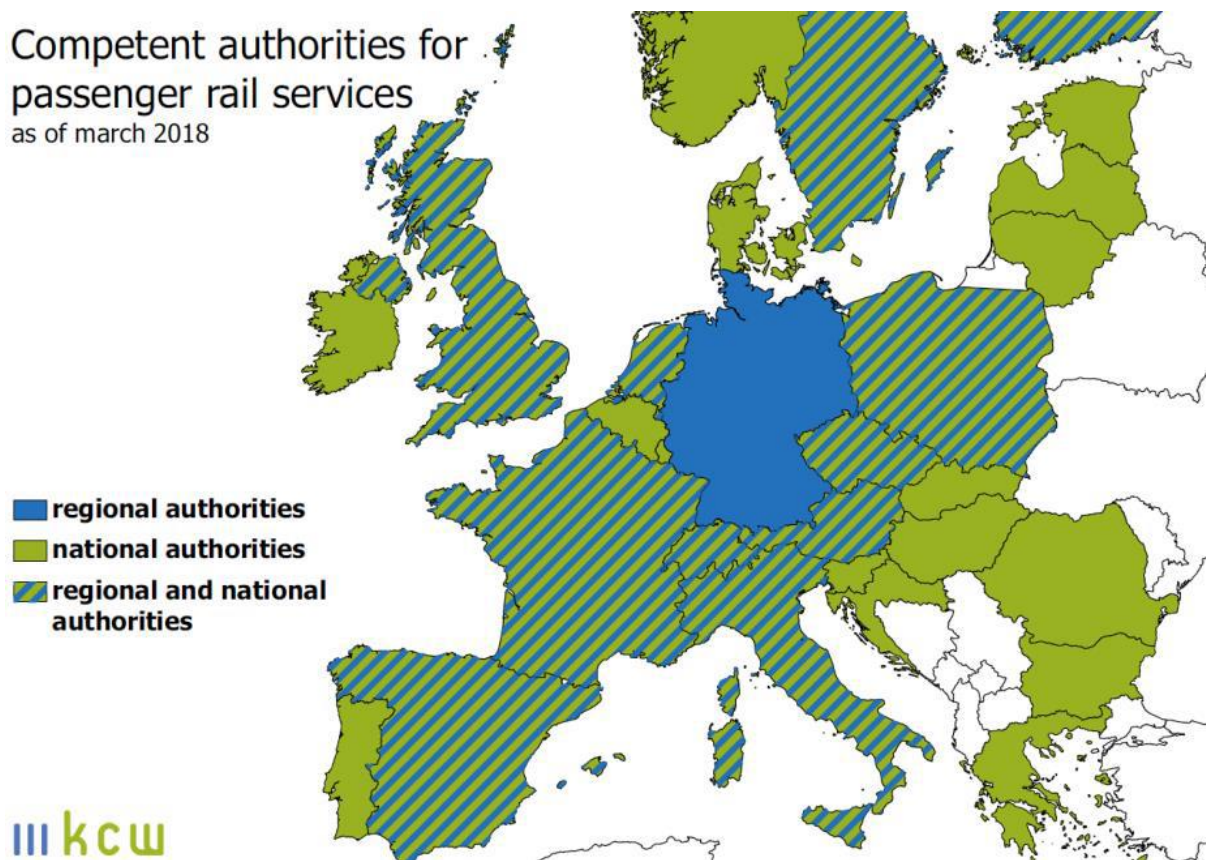 Competent authorities for
passenger rail services
as of march 2018
regional authorities
national authorities
regional and national
authorities
kcw